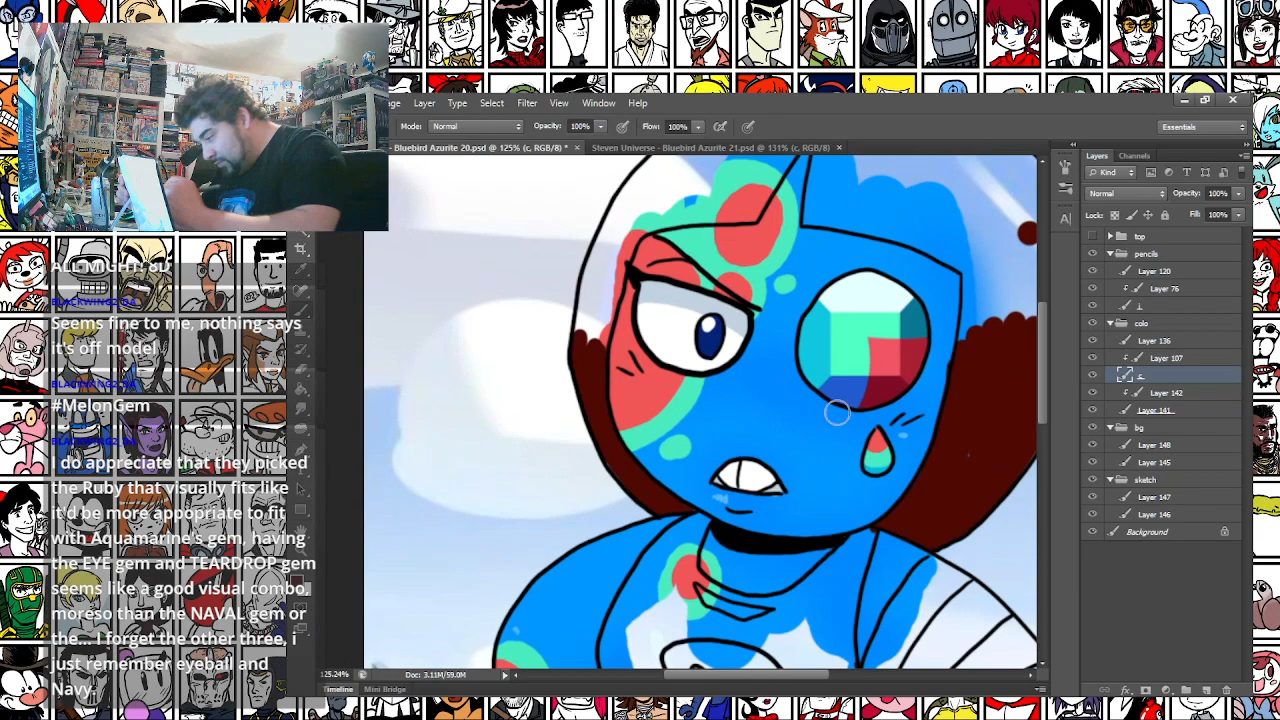 ge Layer Type Select Filter View Window Help
Mode: Normal Opacity: 100% Flow: 100% Essentials
- Bluebird Azurite 20.psd @ 125% (c, RGB/8) * × Steven Universe - Bluebird Azurite 21.psd @ 131% (c, RGB/8) ×
Layers Channels
Kind
Normal Opacity: 100%
Lock: Fill: 100%
top
pencils
Layer 120
Layer 76
i
colo
Layer 136
Layer 107
c
Layer 142
Layer 141
bg
Layer 148
Layer 145
sketch
Layer 147
Layer 146
Background
ALL MIGHT! 8D
BLACKWING2_DA
Seems fine to me, nothing says
it's off model
BLACKWING2_DA
#MelonGem
BLACKWING2_DA
I do appreciate that they picked
the Ruby that visually fits like
it'd be more appopriate to fit
with Aquamarine's gem, having
the EYE gem and TEARDROP gem
seems like a good visual combo,
moreso than the NAVAL gem or
the... I forget the other three, i
just remember eyeball and
Navy
125.24% Doc: 3.11M/59.0M
Timeline Mini Bridge